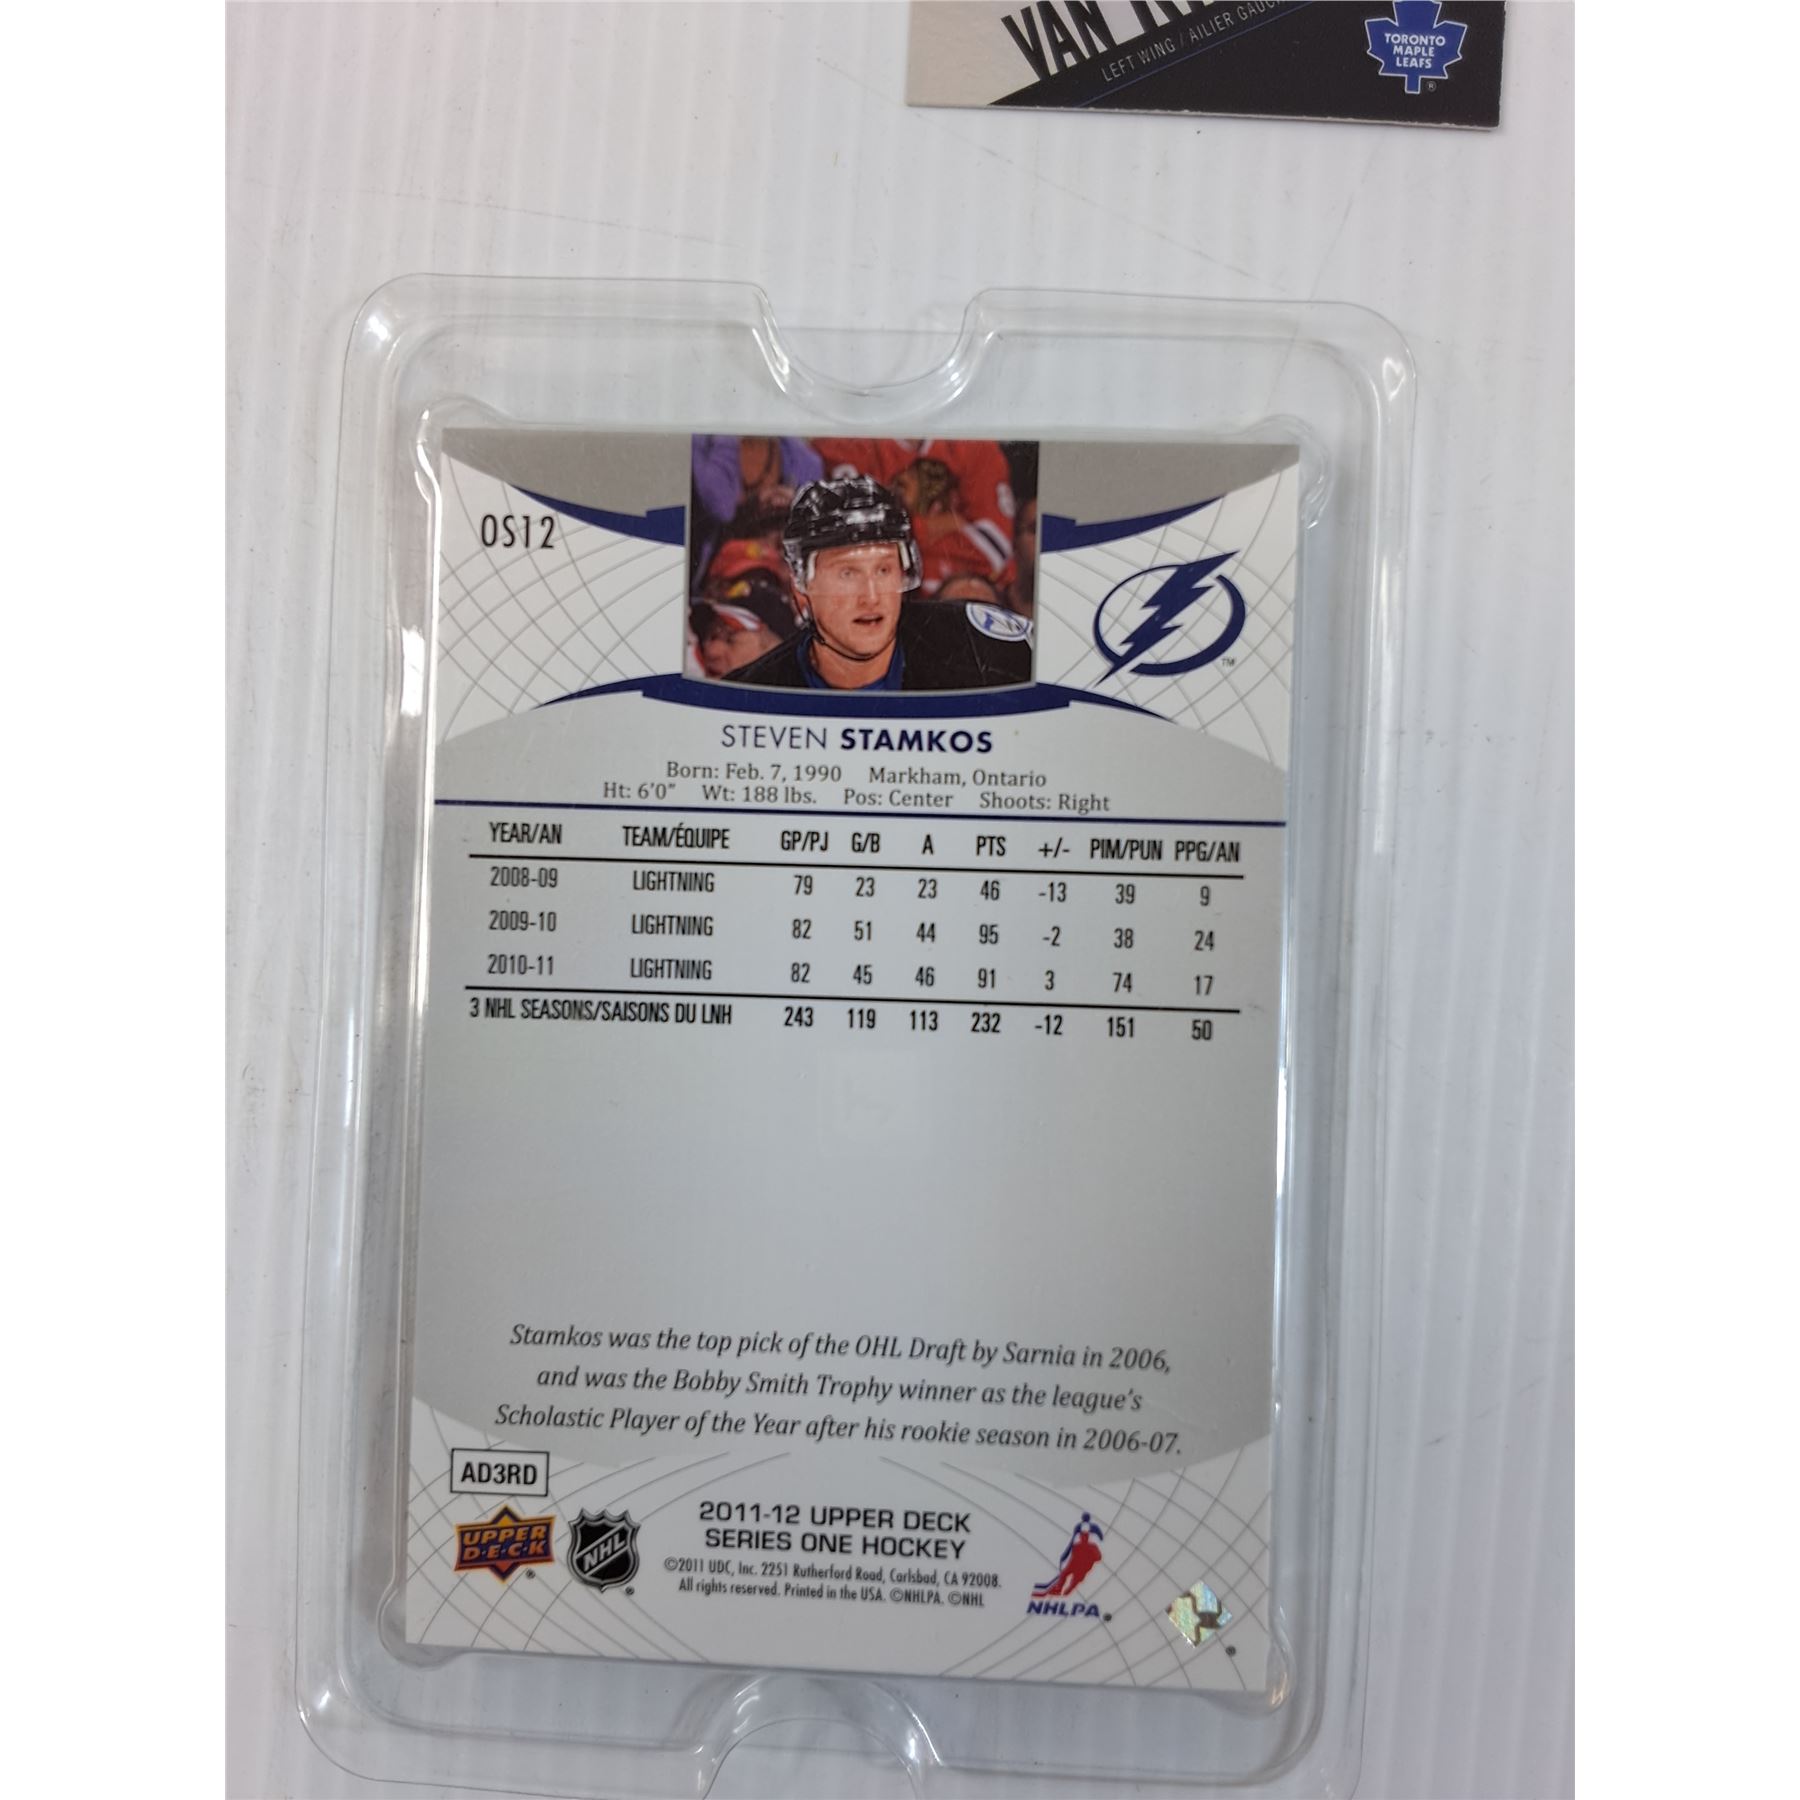 VAN
LEFT WING / AILIER
TORONTO
MAPLE
LEAFS
®
OS12
TM
STEVEN STAMKOS
Born: Feb. 7, 1990 Markham, Ontario
Ht: 6'0" Wt: 188 lbs. Pos: Center Shoots: Right
YEAR/AN TEAM/ÉQUIPE GP/PJ G/B A PTS +/- PIM/PUN PPG/AN
2008-09 LIGHTNING 79 23 23 46 -13 39 9
2009-10 LIGHTNING 82 51 44 95 -2 38 24
2010-11 LIGHTNING 82 45 46 91 3 74 17
3 NHL SEASONS/SAISONS DU LNH 243 119 113 232 -12 151 50
Stamkos was the top pick of the OHL Draft by Sarnia in 2006,
and was the Bobby Smith Trophy winner as the league's
Scholastic Player of the Year after his rookie season in 2006-07.
AD3RD
UPPER
DECK
®
NHL
®
2011-12 UPPER DECK
SERIES ONE HOCKEY
©2011 UDC, Inc. 2251 Rutherford Road, Carlsbad, CA 92008.
All rights reserved. Printed in the USA. ©NHLPA. ©NHL
NHLPA®
®